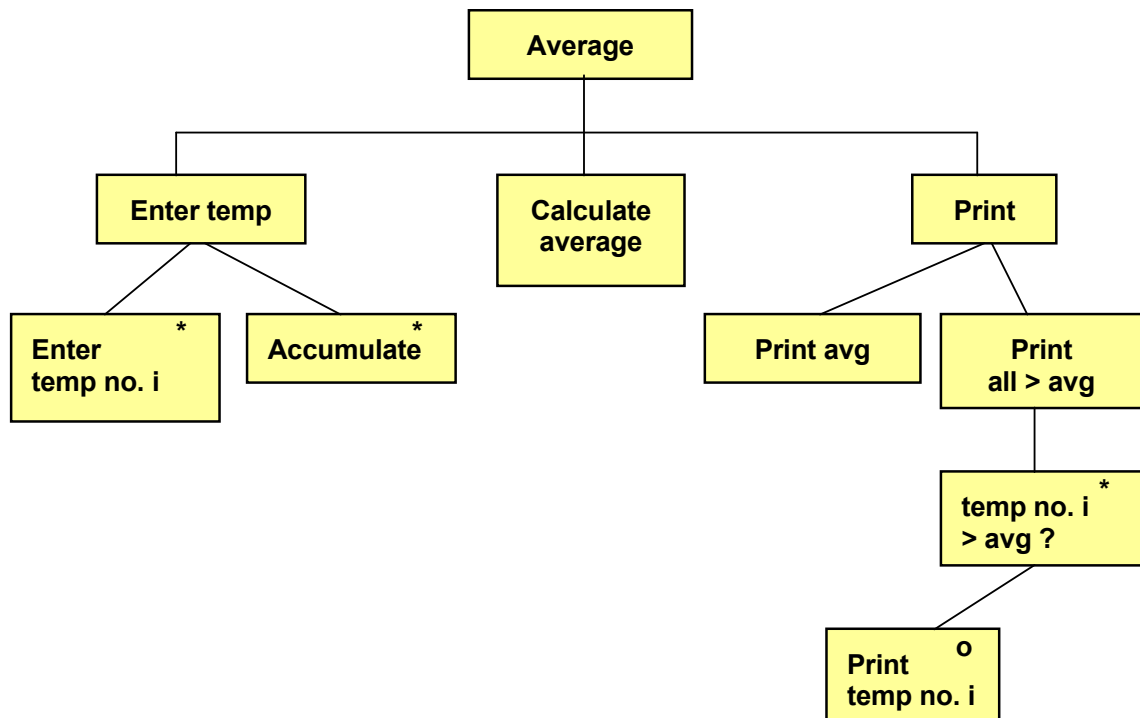 Average
Enter temp
Calculate
average
Print
Enter *
temp no. i
Accumulate *
Print avg
Print
all > avg
temp no. i *
> avg ?
Print o
temp no. i